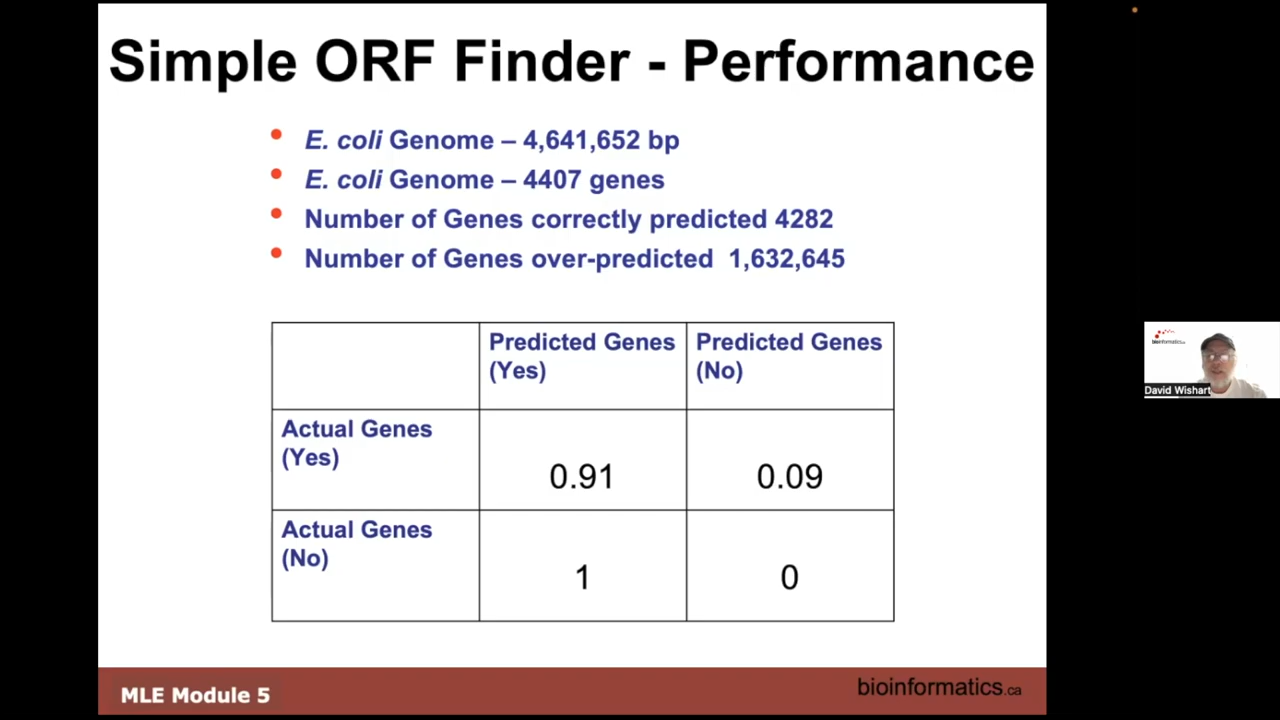 Simple ORF Finder - Performance
• E. coli Genome – 4,641,652 bp
• E. coli Genome – 4407 genes
• Number of Genes correctly predicted 4282
• Number of Genes over-predicted 1,632,645
Predicted Genes (Yes)
Predicted Genes (No)
Actual Genes (Yes)
0.91
0.09
Actual Genes (No)
1
0
MLE Module 5
bioinformatics.ca
bioinformatics.ca
David Wishart